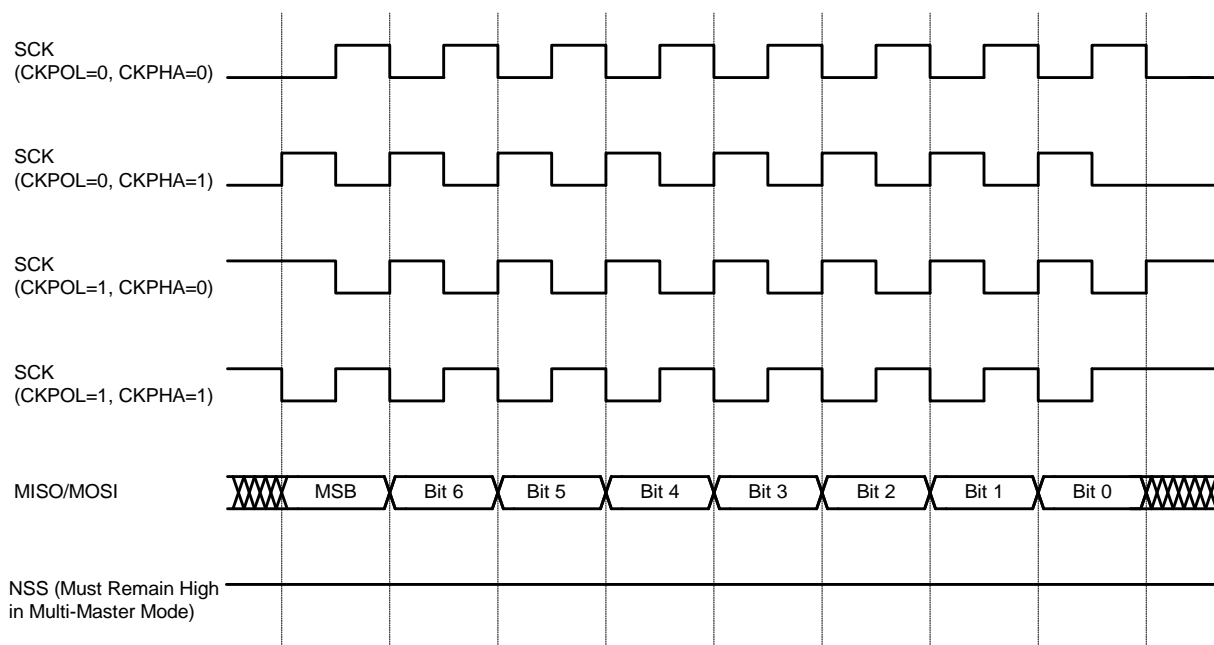 SCK
(CKPOL=0, CKPHA=0)
SCK
(CKPOL=0, CKPHA=1)
SCK
(CKPOL=1, CKPHA=0)
SCK
(CKPOL=1, CKPHA=1)
MISO/MOSI
MSB
Bit 6
Bit 5
Bit 4
Bit 3
Bit 2
Bit 1
Bit 0
NSS (Must Remain High
in Multi-Master Mode)